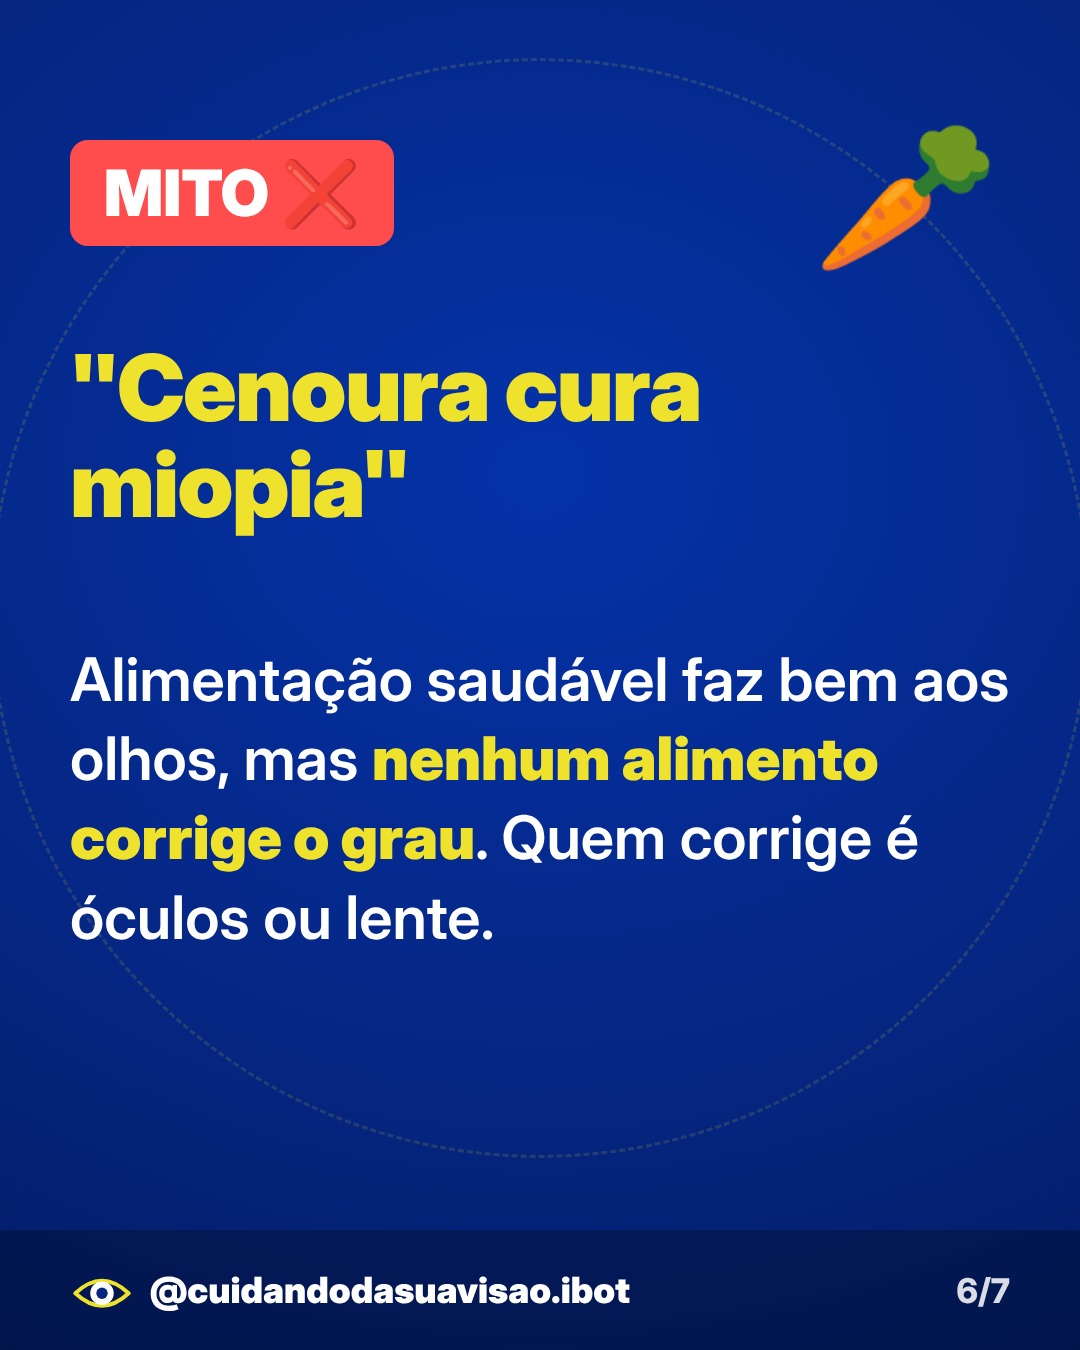 MITO ❌
"Cenoura cura
miopia"
Alimentação saudável faz bem aos
olhos, mas nenhum alimento
corrige o grau. Quem corrige é
óculos ou lente.
@cuidandodasuavisao.ibot
6/7